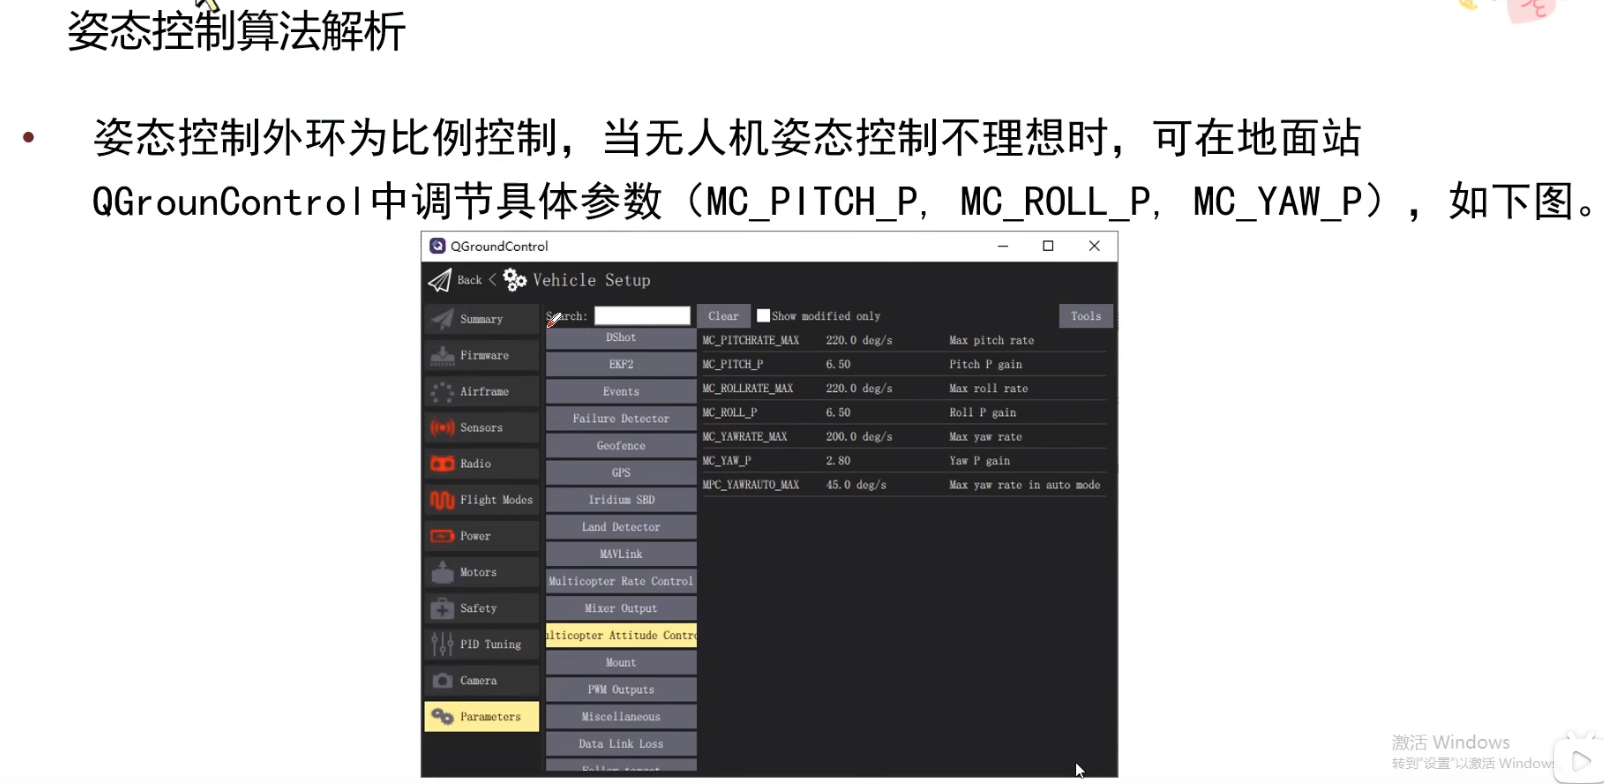 姿态控制算法解析
• 姿态控制外环为比例控制，当无人机姿态控制不理想时，可在地面站
QGrounControl中调节具体参数（MC_PITCH_P, MC_ROLL_P, MC_YAW_P），如下图。
QGroundControl
Back < Vehicle Setup
Search: Clear Show modified only Tools
Summary
Firmware
Airframe
Sensors
Radio
Flight Modes
Power
Motors
Safety
PID Tuning
Camera
Parameters
DShot
EKF2
Events
Failure Detector
Geofence
GPS
Iridium SBD
Land Detector
MAVLink
Multicopter Rate Control
Mixer Output
ulticopter Attitude Contro
Mount
PWM Outputs
Miscellaneous
Data Link Loss
MC_PITCHRATE_MAX 220.0 deg/s Max pitch rate
MC_PITCH_P 6.50 Pitch P gain
MC_ROLLRATE_MAX 220.0 deg/s Max roll rate
MC_ROLL_P 6.50 Roll P gain
MC_YAWRATE_MAX 200.0 deg/s Max yaw rate
MC_YAW_P 2.80 Yaw P gain
MPC_YAWRAUTO_MAX 45.0 deg/s Max yaw rate in auto mode
激活 Windows
转到"设置"以激活 Windows